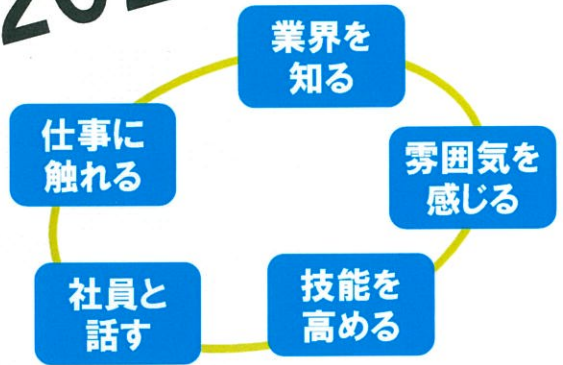 業界を
知る
雰囲気を
感じる
技能を
高める
社員と
話す
仕事に
触れる